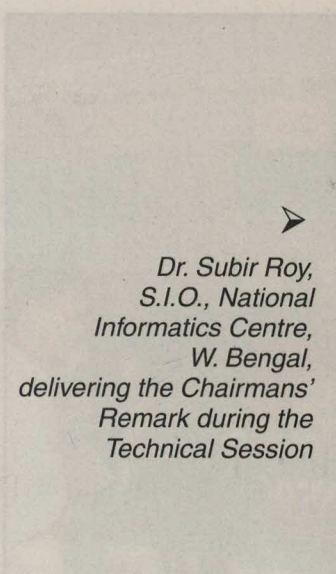 ➢
Dr. Subir Roy,
S.I.O., National
Informatics Centre,
W. Bengal,
delivering the Chairmans'
Remark during the
Technical Session